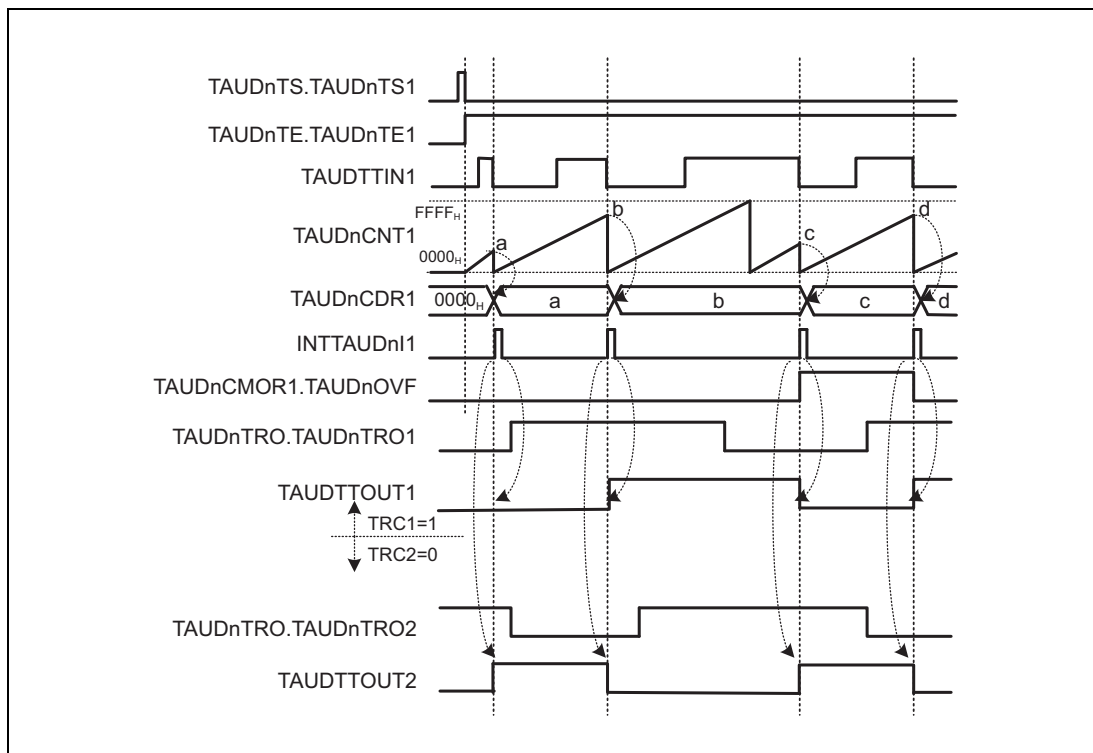 TAUDnTS.TAUDnTS1
TAUDnTE.TAUDnTE1
TAUDTTIN1
FFFFH
TAUDnCNT1
0000H
a
b
c
d
TAUDnCDR1
0000H
a
b
c
d
INTTAUDnI1
TAUDnCMOR1.TAUDnOVF
TAUDnTRO.TAUDnTRO1
TAUDTTOUT1
TRC1=1
TRC2=0
TAUDnTRO.TAUDnTRO2
TAUDTTOUT2